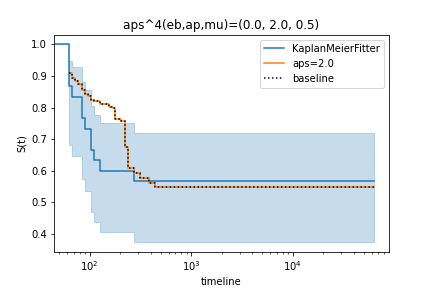 aps^4(eb,ap,mu)=(0.0, 2.0, 0.5)
KaplanMeierFitter
aps=2.0
baseline
S(t)
1.0
0.9
0.8
0.7
0.6
0.5
0.4
10²
10³
10⁴
timeline